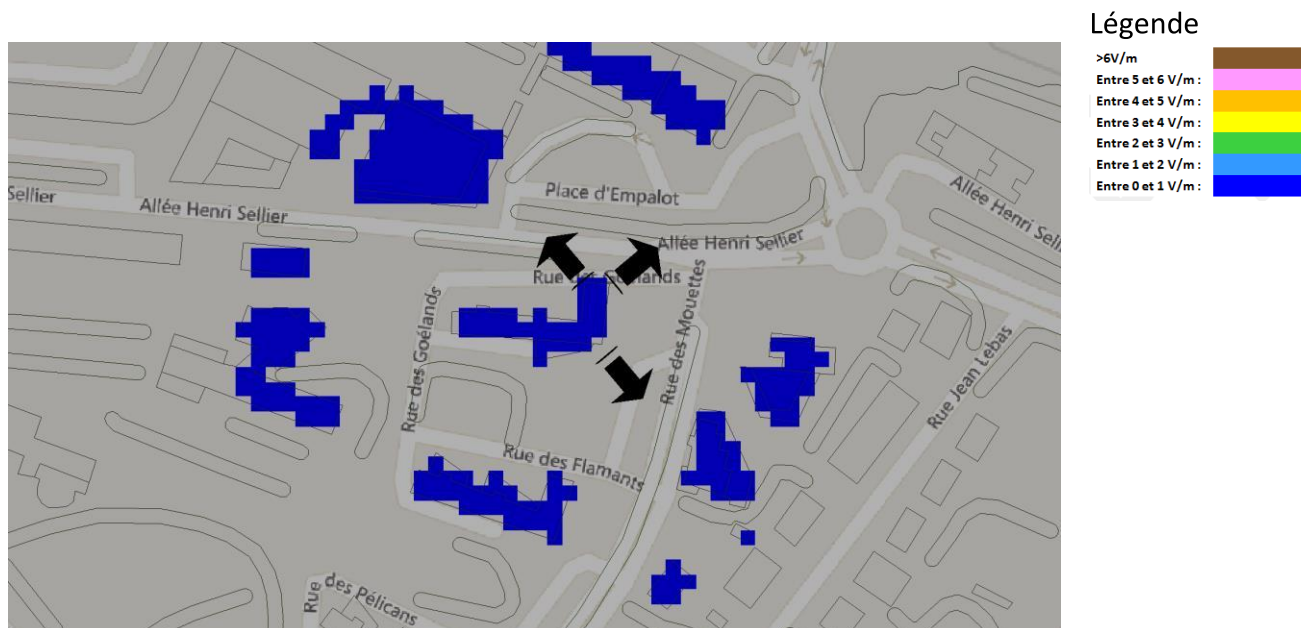 Légende
>6V/m
Entre 5 et 6 V/m :
Entre 4 et 5 V/m :
Entre 3 et 4 V/m :
Entre 2 et 3 V/m :
Entre 1 et 2 V/m :
Entre 0 et 1 V/m :
Sellier
Allée Henri Sellier
Place d'Empalot
Allée Henri Sellier
Allée Henri Selli
Rue des Goélands
Rue des Goélands
Rue des Mouettes
Rue Jean Lebas
Rue des Flamants
Rue des Pélicans